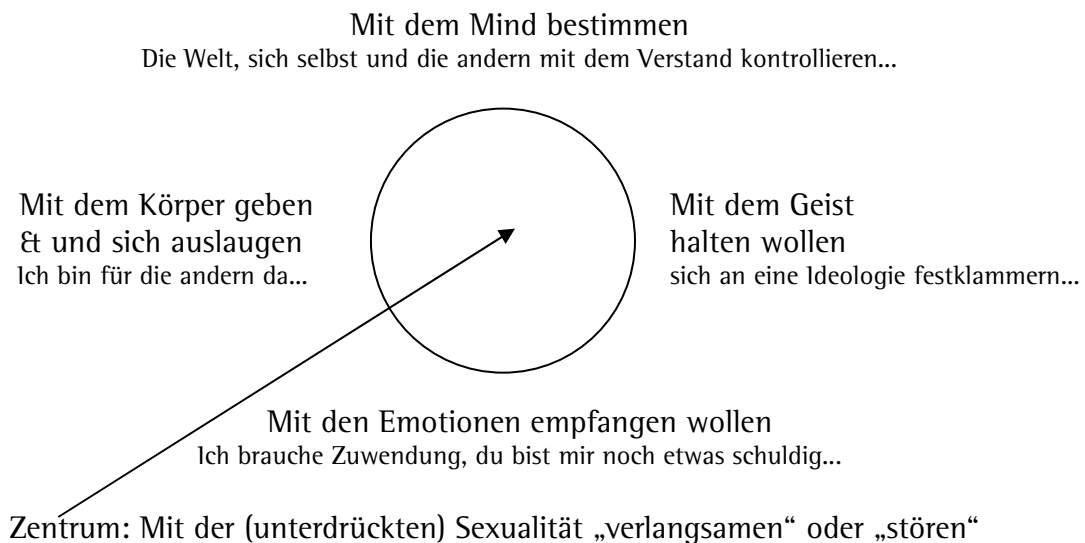 Mit dem Mind bestimmen
Die Welt, sich selbst und die andern mit dem Verstand kontrollieren...
Mit dem Körper geben
& und sich auslaugen
Ich bin für die andern da...
Mit dem Geist
halten wollen
sich an eine Ideologie festklammern...
Mit den Emotionen empfangen wollen
Ich brauche Zuwendung, du bist mir noch etwas schuldig...
Zentrum: Mit der (unterdrückten) Sexualität „verlangsamen“ oder „stören“